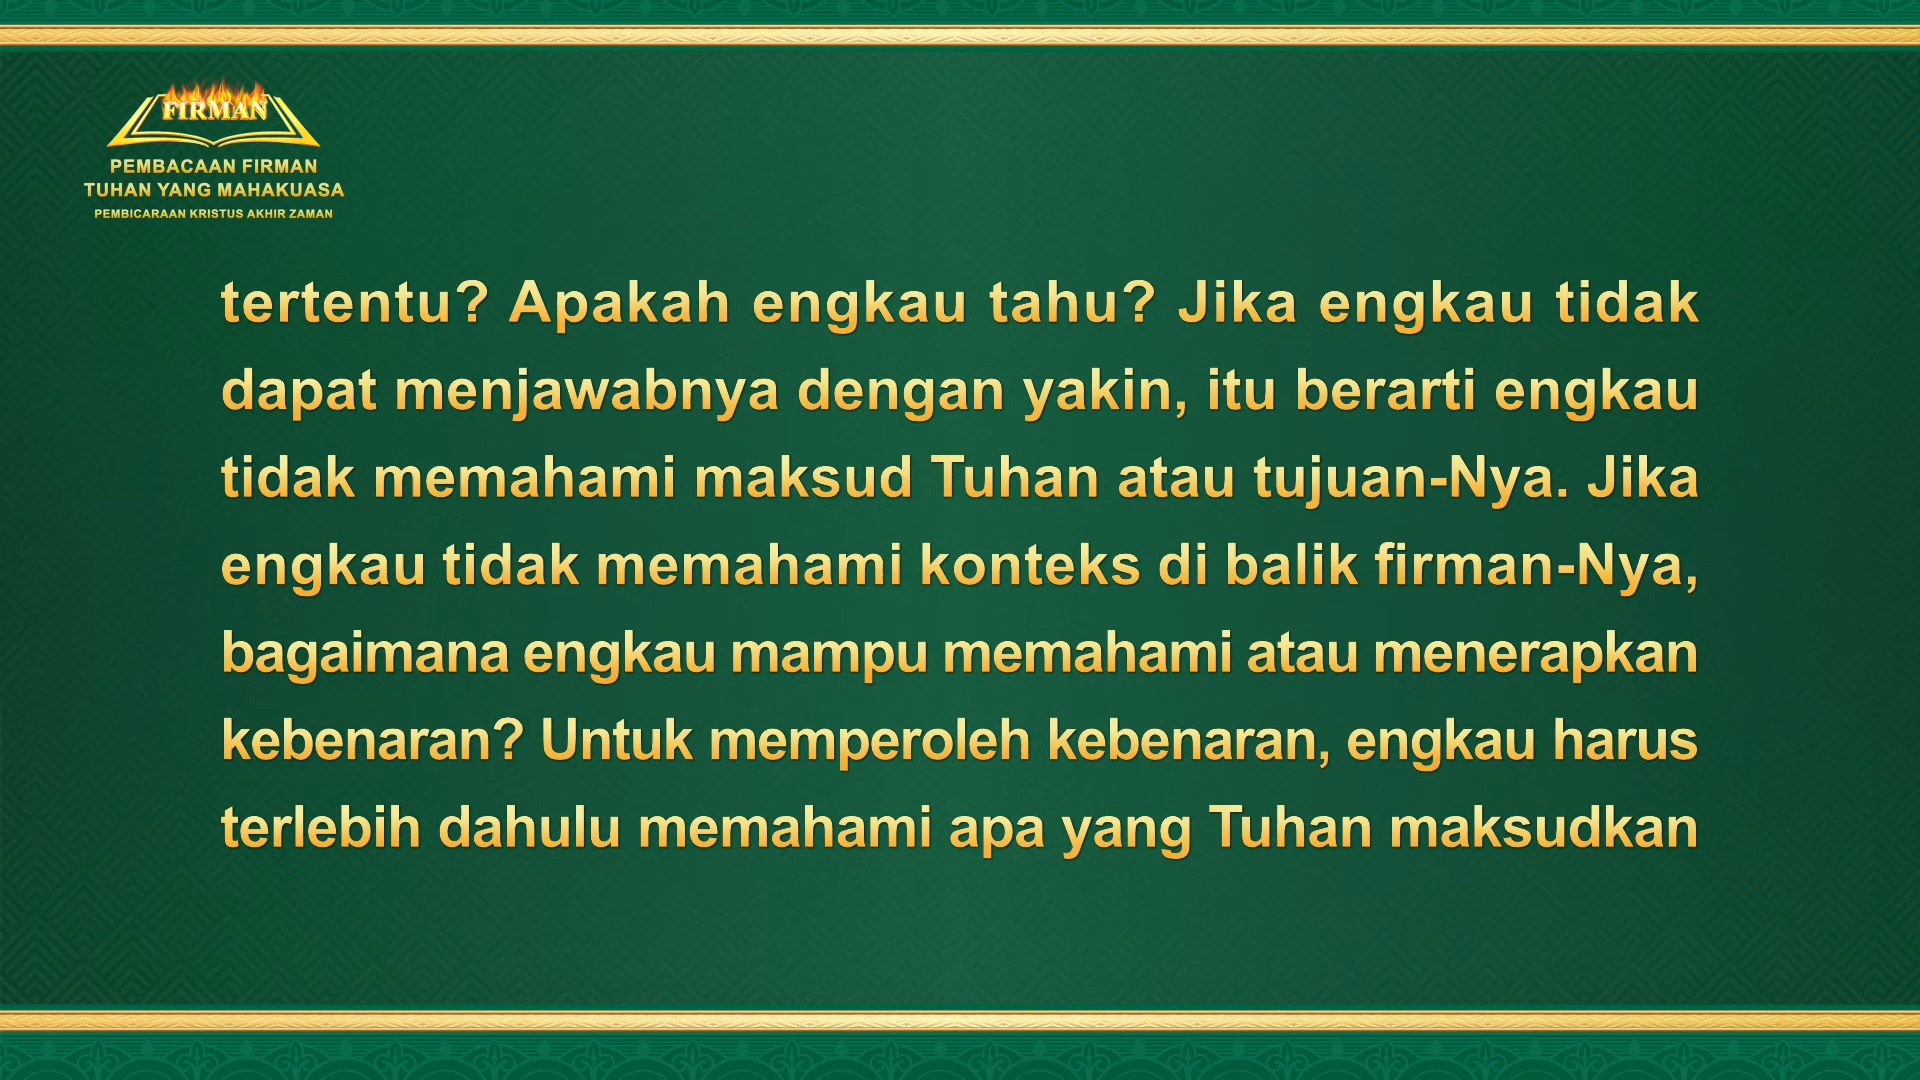 FIRMAN
PEMBACAAN FIRMAN
TUHAN YANG MAHAKUASA
PEMBICARAAN KRISTUS AKHIR ZAMAN
tertentu? Apakah engkau tahu? Jika engkau tidak
dapat menjawabnya dengan yakin, itu berarti engkau
tidak memahami maksud Tuhan atau tujuan-Nya. Jika
engkau tidak memahami konteks di balik firman-Nya,
bagaimana engkau mampu memahami atau menerapkan
kebenaran? Untuk memperoleh kebenaran, engkau harus
terlebih dahulu memahami apa yang Tuhan maksudkan